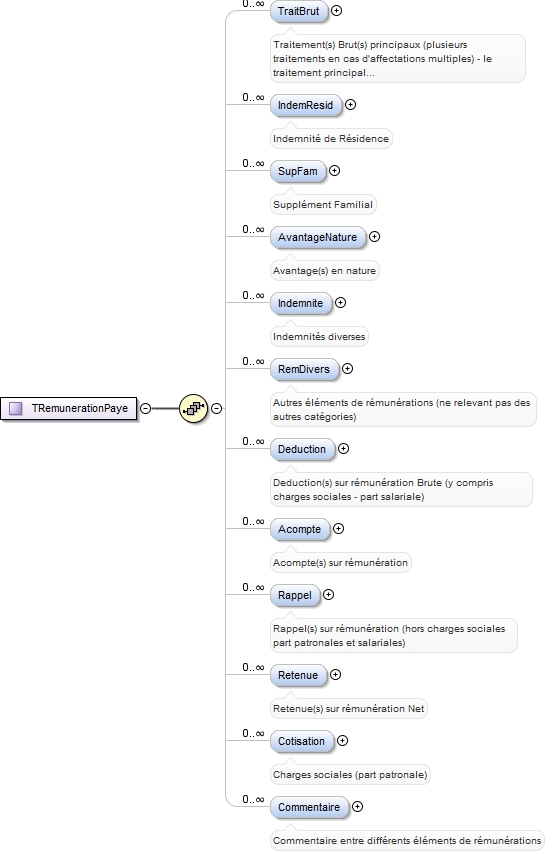 0..∞
TraitBrut
Traitement(s) Brut(s) principaux (plusieurs
traitements en cas d'affectations multiples) - le
traitement principal...
0..∞
IndemResid
Indemnité de Résidence
0..∞
SupFam
Supplément Familial
0..∞
AvantageNature
Avantage(s) en nature
0..∞
Indemnite
Indemnités diverses
0..∞
RemDivers
Autres éléments de rémunérations (ne relevant pas des
autres catégories)
TRemunerationPaye
0..∞
Deduction
Deduction(s) sur rémunération Brute (y compris
charges sociales - part salariale)
0..∞
Acompte
Acompte(s) sur rémunération
0..∞
Rappel
Rappel(s) sur rémunération (hors charges sociales
part patronales et salariales)
0..∞
Retenue
Retenue(s) sur rémunération Net
0..∞
Cotisation
Charges sociales (part patronale)
0..∞
Commentaire
Commentaire entre différents éléments de rémunérations